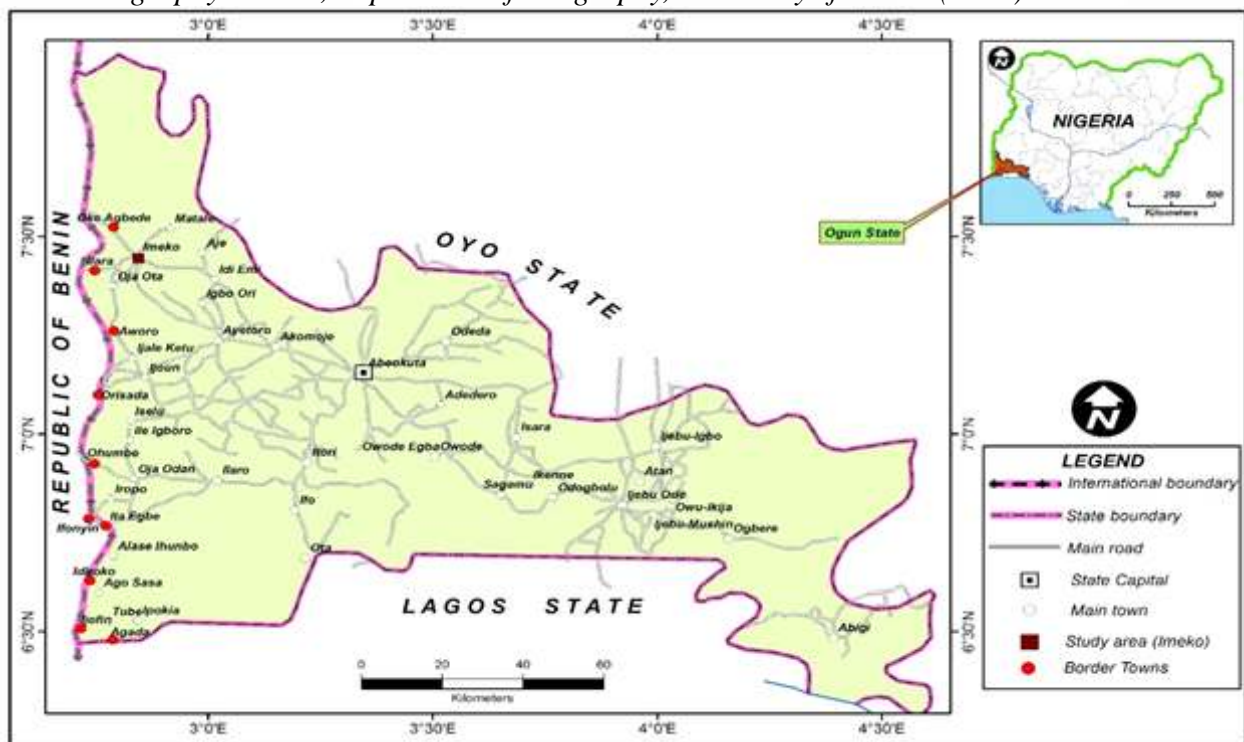 3°0'E
3°30'E
4°0'E
4°30'E
NIGERIA
0 250 500
Kilometers
Ogun State
7°30'N
7°30'N
REPUBLIC OF BENIN
OYO STATE
Oke Agbede
Matale
Imeko
Aje
Ilara
Oja Ota
Idi Emi
Igbo Ori
Aworo
Ayetoro
Akomoje
Odeda
Ijale Ketu
Ijoun
Abeokuta
Orisada
Adedero
Iselu
Ile Igboro
Isara
Ijebu-Igbo
7°0'N
7°0'N
Ohumbe
Oja Odan
Ilaro
Itori
Owode Egba
Owode
Atan
Iropo
Ifo
Sagamu
Ikenne
Odogbolu
Ijebu Ode
Owu-Ikija
Ifonyin
Ita Egbe
Ijebu-Mushin
Ogbere
Alase Ihunbo
Ota
Idiroko
Ago Sasa
LAGOS STATE
Tube
Ipokia
Agada
Abigi
6°30'N
6°30'N
0 20 40 60
Kilometers
3°0'E
3°30'E
4°0'E
4°30'E
N
LEGEND
International boundary
State boundary
Main road
State Capital
Main town
Study area (Imeko)
Border Towns